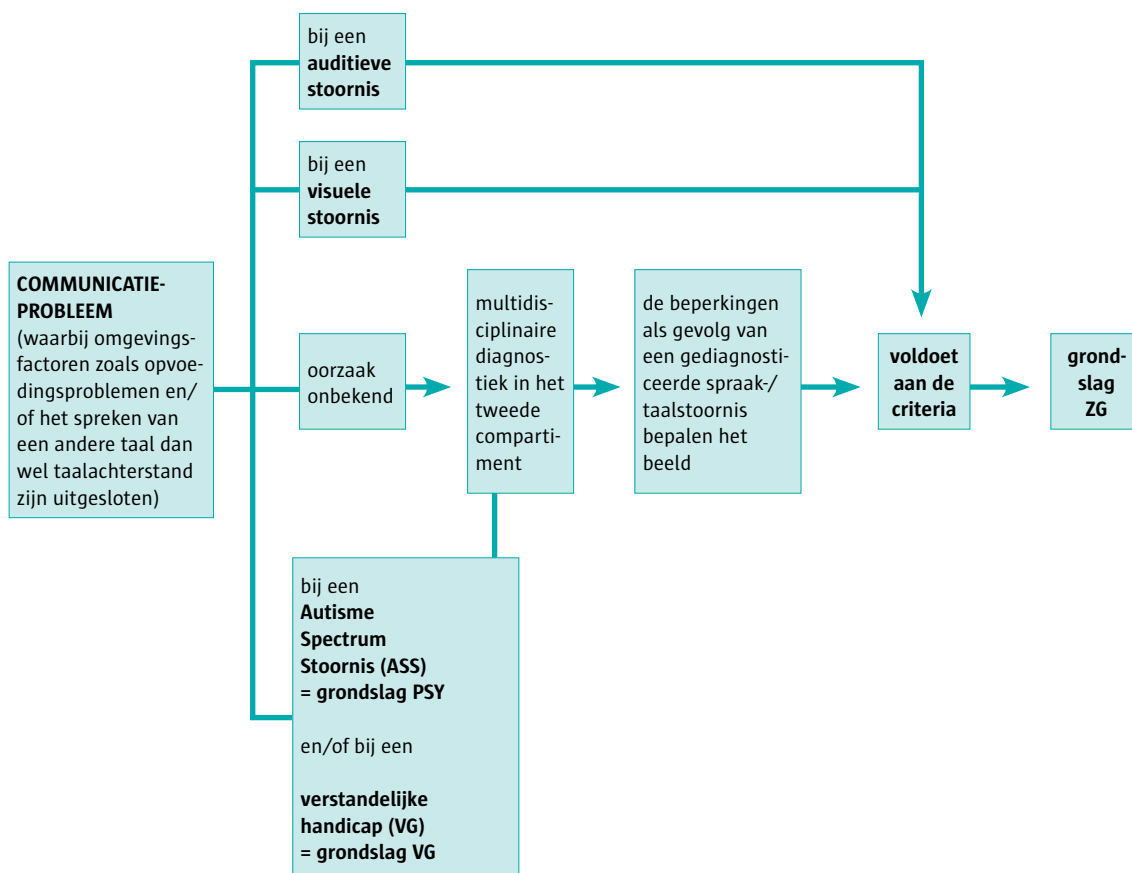 bij een
auditieve
stoornis
bij een
visuele
stoornis
COMMUNICATIE-
PROBLEEM
(waarbij omgevings-
factoren zoals opvoe-
dingsproblemen en/
of het spreken van
een andere taal dan
wel taalachterstand
zijn uitgesloten)
oorzaak
onbekend
multidis-
ciplinaire
diagnos-
tiek in het
tweede
comparti-
ment
de beperkingen
als gevolg van
een gediagnosti-
ceerde spraak-/
taalstoornis
bepalen het
beeld
voldoet
aan de
criteria
grond-
slag
ZG
bij een
Autisme
Spectrum
Stoornis (ASS)
= grondslag PSY
en/of bij een
verstandelijke
handicap (VG)
= grondslag VG